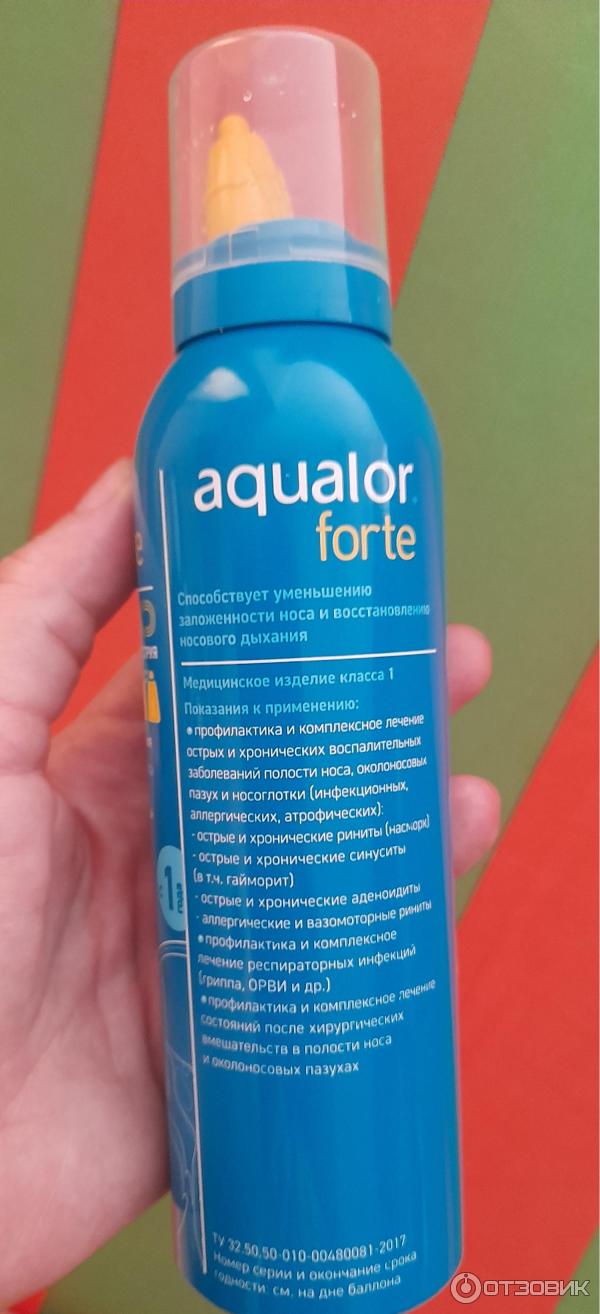 aqualor
forte
Способствует уменьшению
заложенности носа и восстановлению
носового дыхания
Медицинское изделие класса 1
Показания к применению:
•профилактика и комплексное лечение
острых и хронических воспалительных
заболеваний полости носа, околоносовых
пазух и носоглотки (инфекционных,
аллергических, атрофических):
- острые и хронические риниты (насморк)
- острые и хронические синуситы
(в т.ч. гайморит)
- острые и хронические аденоидиты
- аллергические и вазомоторные риниты
•профилактика и комплексное
лечение респираторных инфекций
(гриппа, ОРВИ и др.)
•профилактика и комплексное лечение
состояний после хирургических
вмешательств в полости носа
и околоносовых пазухах
ТУ 32.50.50-010-00480081-2017
Номер серии и окончание срока
годности: см. на дне баллона
1
года
ОТЗОВИК